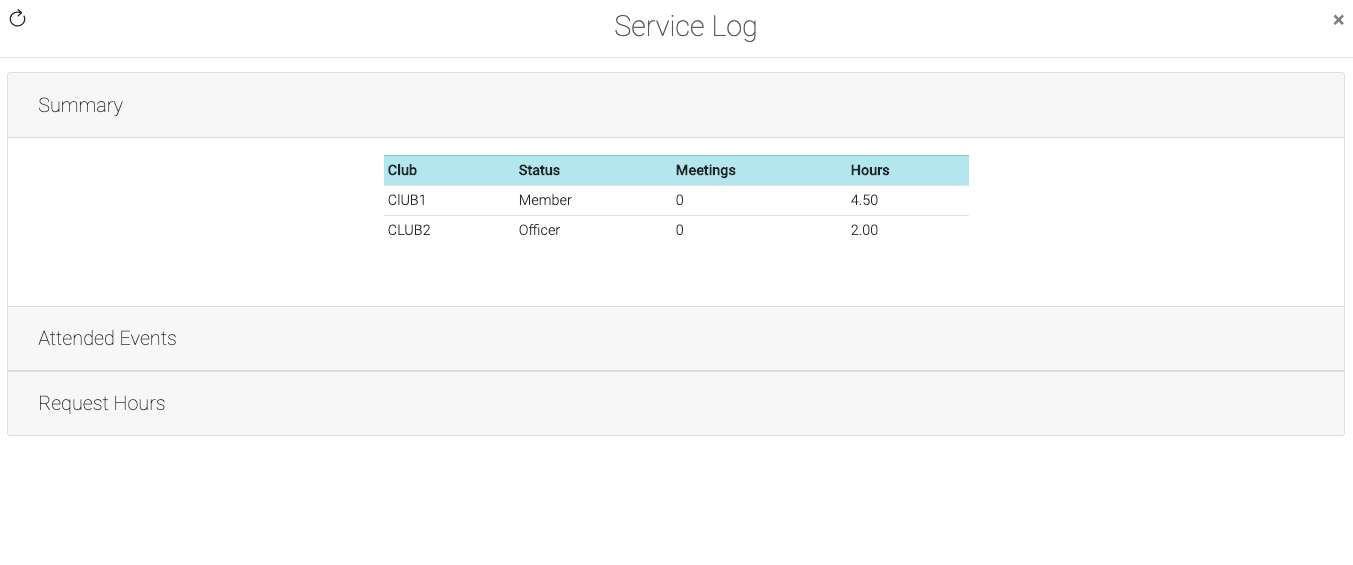 Service Log
Summary
Club Status Meetings Hours
ClUB1 Member 0 4.50
CLUB2 Officer 0 2.00
Attended Events
Request Hours